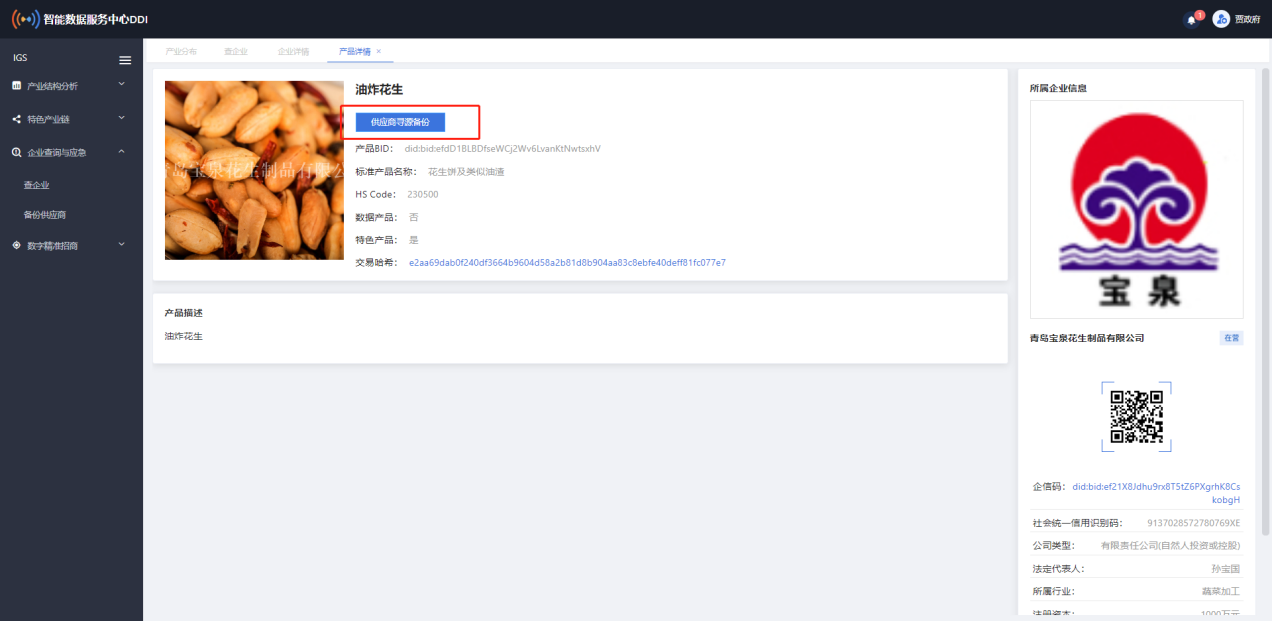 智能数据服务中心DDI
1
贾政府
IGS
产业结构分析
特色产业链
企业查询与应急
查企业
备份供应商
数字精准招商
产业分布
查企业
企业详情
产品详情 ×
油炸花生
供应商寻源备份
产品BID： did:bid:efdD1BLBDfseWCj2Wv6LvanKtNwtsxhV
标准产品名称： 花生饼及类似油渣
HS Code： 230500
数据产品： 否
特色产品： 是
交易哈希： e2aa69dab0f240df3664b9604d58a2b81d8b904aa83c8ebfe40deff81fc077e7
青岛宝泉花生制品有限公
产品描述
油炸花生
所属企业信息
宝泉
青岛宝泉花生制品有限公司
在营
企信码： did:bid:ef21X8Jdhu9rx8T5tZ6PXgrhK8Cs
kobgH
社会统一信用识别码： 9137028572780769XE
公司类型： 有限责任公司(自然人投资或控股)
法定代表人： 孙宝国
所属行业： 蔬菜加工
注册资本： 1000万元